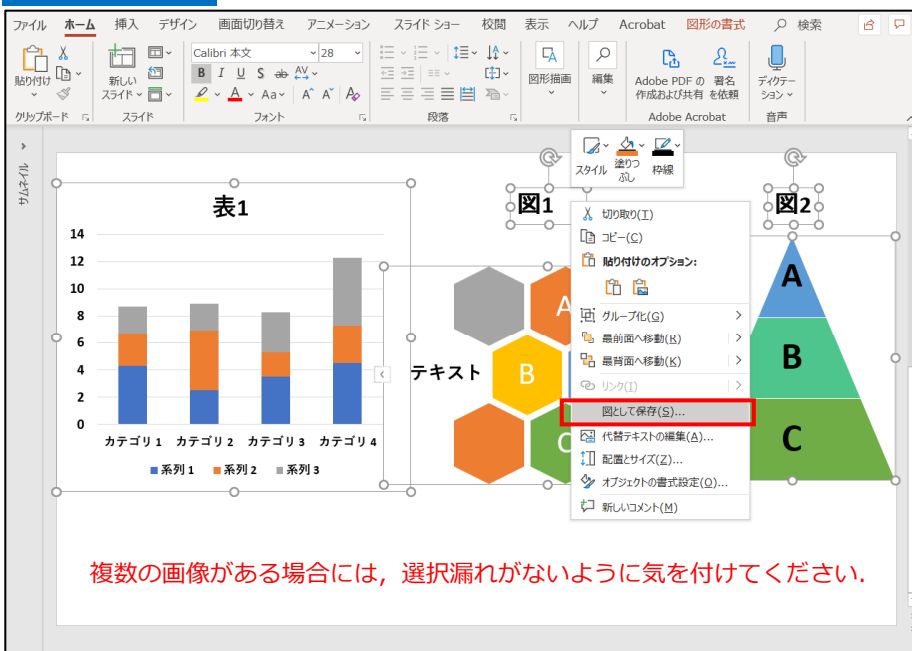 ファイル ホーム 挿入 デザイン 画面切り替え アニメーション スライド ショー 校閲 表示 ヘルプ Acrobat 図形の書式 検索
貼り付け
新しい
スライド
Calibri 本文 28
B I U S ab AV
A Aa A A A
図形描画
編集
Adobe PDF の
作成および共有
署名
を依頼
ディクテー
ション
クリップボード スライド フォント 段落 Adobe Acrobat 音声
サムネイル
スタイル 塗りつ
ぶし 枠線
表1
14
12
10
8
6
4
2
0
カテゴリ 1 カテゴリ 2 カテゴリ 3 カテゴリ 4
系列 1 系列 2 系列 3
図1
A
テキスト B
C
切り取り(T)
コピー(C)
貼り付けのオプション:
グループ化(G)
最前面へ移動(R)
最背面へ移動(K)
リンク(I)
図として保存(S)...
代替テキストの編集(A)...
配置とサイズ(Z)...
オブジェクトの書式設定(O)...
新しいコメント(M)
図2
A
B
C
複数の画像がある場合には，選択漏れがないように気を付けてください.